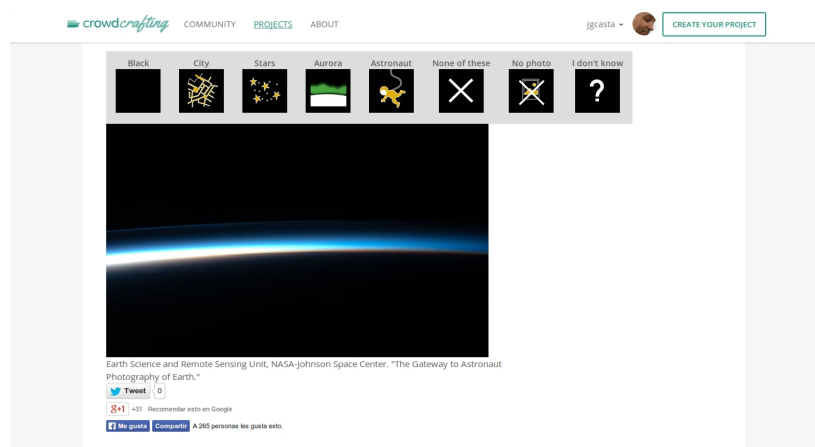 crowdcrafting COMMUNITY PROJECTS ABOUT jgcasta CREATE YOUR PROJECT
Black City Stars Aurora Astronaut None of these No photo I don't know
?
Earth Science and Remote Sensing Unit, NASA-Johnson Space Center. "The Gateway to Astronaut
Photography of Earth."
Tweet 0
g+1 +31 Recomendar esto en Google
Me gusta Compartir A 265 personas les gusta esto.